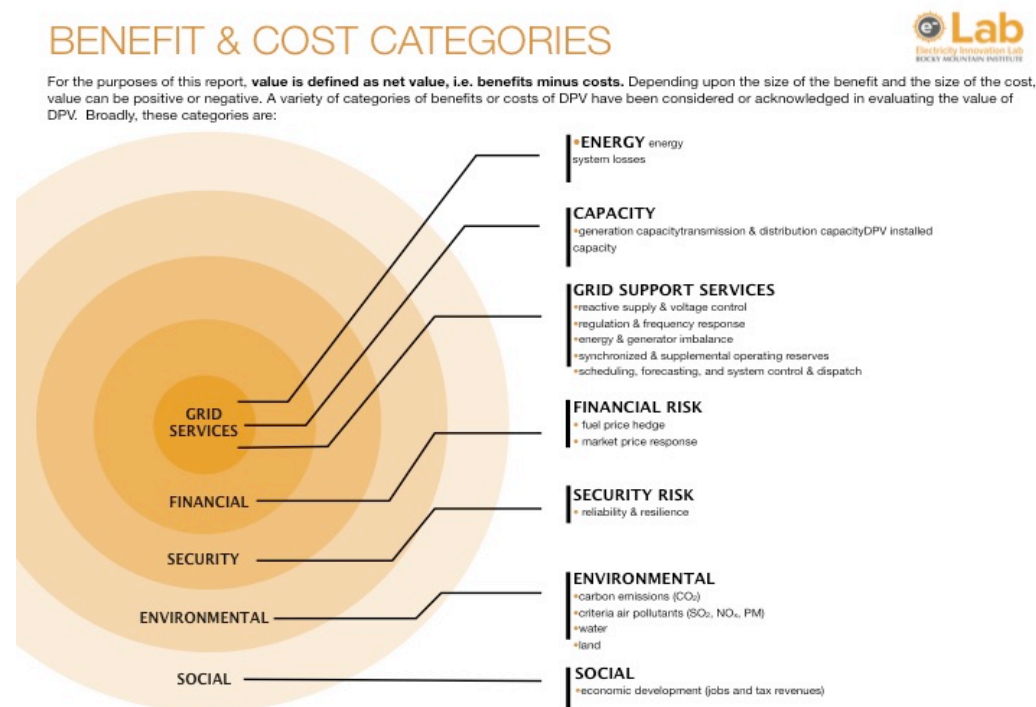 BENEFIT & COST CATEGORIES
e⁻ Lab
Electricity Innovation Lab
ROCKY MOUNTAIN INSTITUTE
For the purposes of this report, value is defined as net value, i.e. benefits minus costs. Depending upon the size of the benefit and the size of the cost,
value can be positive or negative. A variety of categories of benefits or costs of DPV have been considered or acknowledged in evaluating the value of
DPV. Broadly, these categories are:
GRID
SERVICES
FINANCIAL
SECURITY
ENVIRONMENTAL
SOCIAL
•ENERGY energy
system losses
CAPACITY
•generation capacitytransmission & distribution capacityDPV installed
capacity
GRID SUPPORT SERVICES
•reactive supply & voltage control
•regulation & frequency response
•energy & generator imbalance
•synchronized & supplemental operating reserves
•scheduling, forecasting, and system control & dispatch
FINANCIAL RISK
• fuel price hedge
• market price response
SECURITY RISK
• reliability & resilience
ENVIRONMENTAL
•carbon emissions (CO₂)
•criteria air pollutants (SO₂, NOₓ, PM)
•water
•land
SOCIAL
•economic development (jobs and tax revenues)